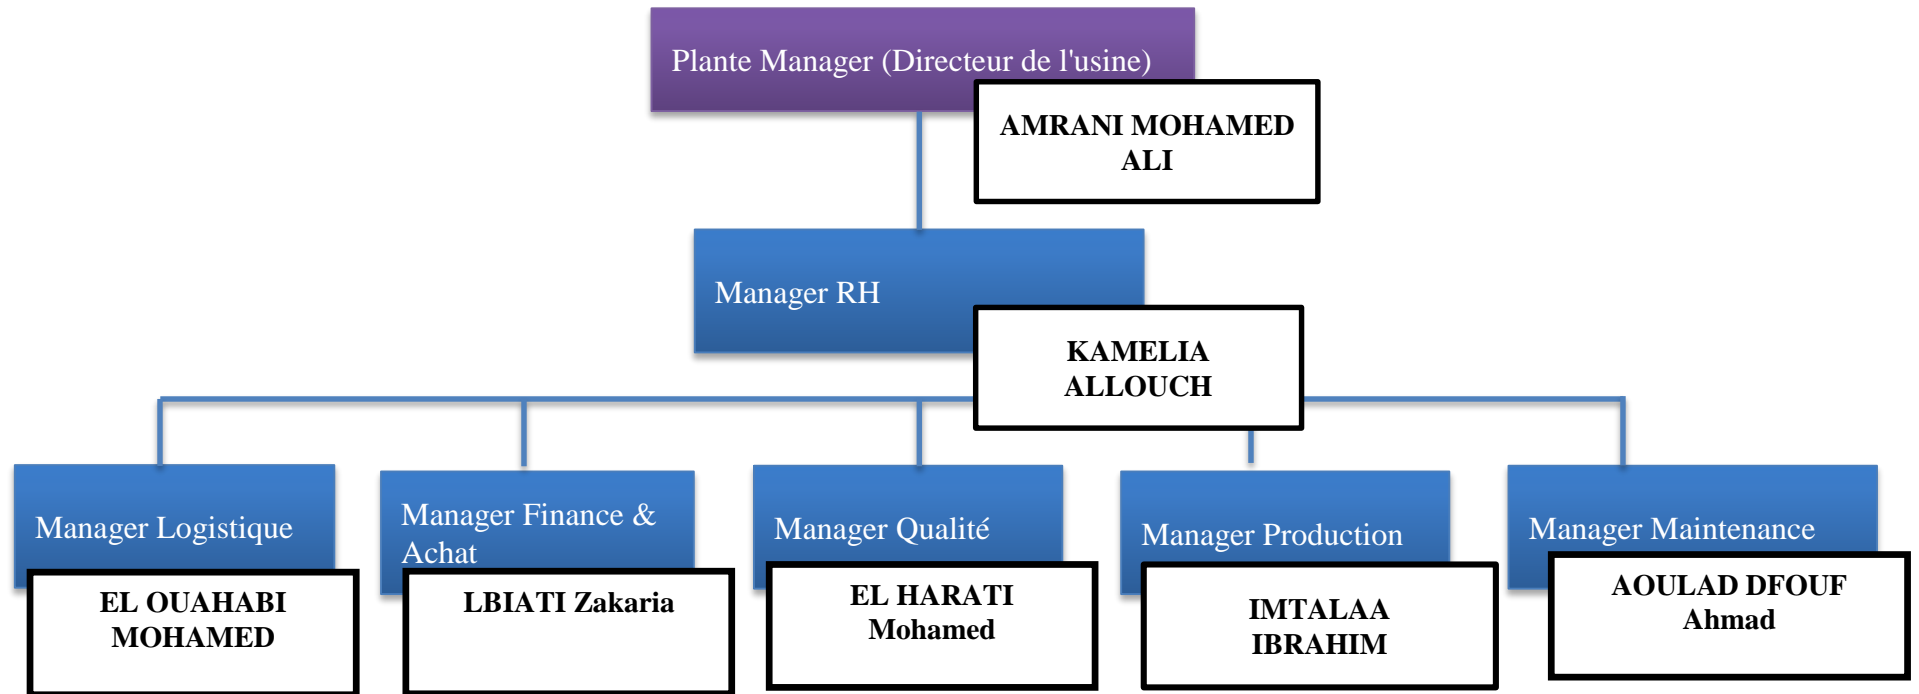 Plante Manager (Directeur de l'usine)
AMRANI MOHAMED
ALI
Manager RH
KAMELIA
ALLOUCH
Manager Logistique
EL OUAHABI
MOHAMED
Manager Finance &
Achat
LBIATI Zakaria
Manager Qualité
EL HARATI
Mohamed
Manager Production
IMTALAA
IBRAHIM
Manager Maintenance
AOULAD DFOUF
Ahmad